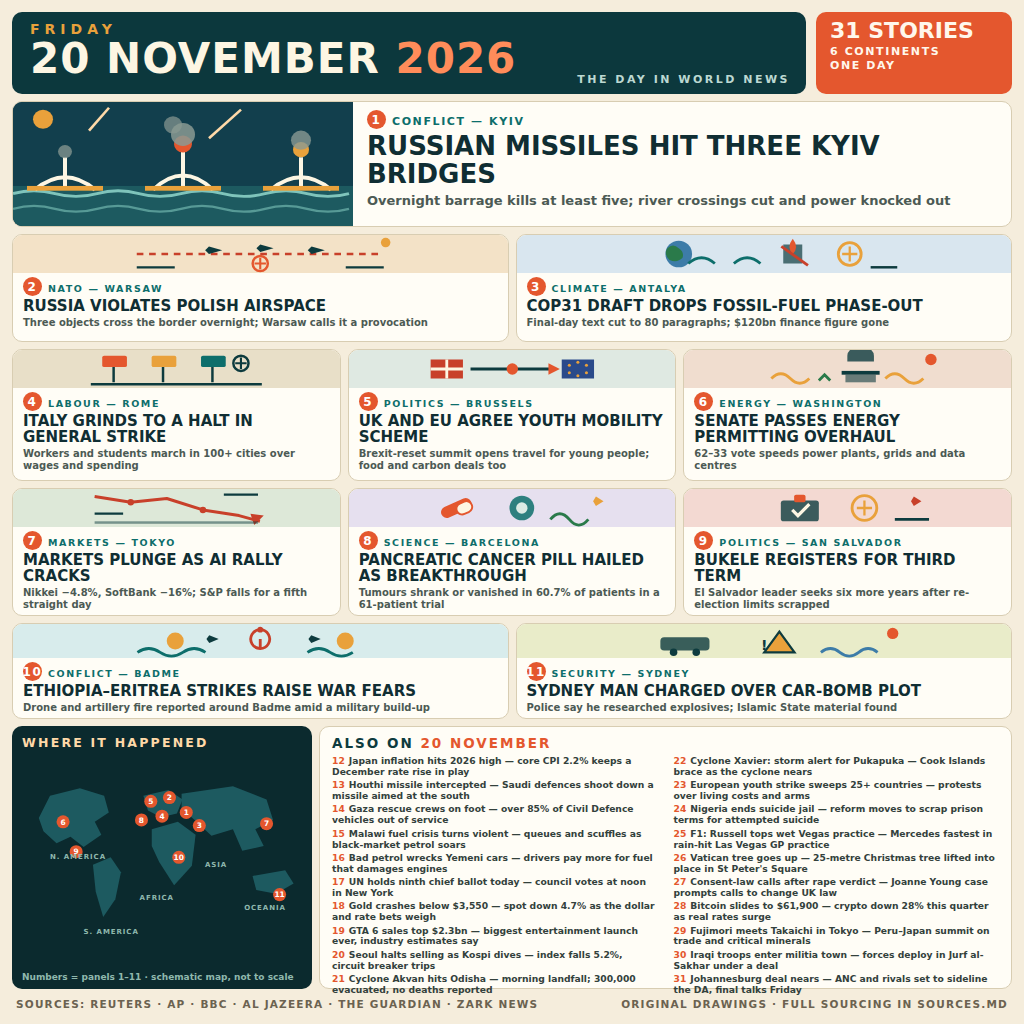 FRIDAY
20 NOVEMBER 2026
THE DAY IN WORLD NEWS
31 STORIES
6 CONTINENTS
ONE DAY
1 CONFLICT — KYIV
RUSSIAN MISSILES HIT THREE KYIV
BRIDGES
Overnight barrage kills at least five; river crossings cut and power knocked out
2 NATO — WARSAW
RUSSIA VIOLATES POLISH AIRSPACE
Three objects cross the border overnight; Warsaw calls it a provocation
3 CLIMATE — ANTALYA
COP31 DRAFT DROPS FOSSIL-FUEL PHASE-OUT
Final-day text cut to 80 paragraphs; $120bn finance figure gone
4 LABOUR — ROME
ITALY GRINDS TO A HALT IN
GENERAL STRIKE
Workers and students march in 100+ cities over
wages and spending
5 POLITICS — BRUSSELS
UK AND EU AGREE YOUTH MOBILITY
SCHEME
Brexit-reset summit opens travel for young people;
food and carbon deals too
6 ENERGY — WASHINGTON
SENATE PASSES ENERGY
PERMITTING OVERHAUL
62–33 vote speeds power plants, grids and data
centres
7 MARKETS — TOKYO
MARKETS PLUNGE AS AI RALLY
CRACKS
Nikkei −4.8%, SoftBank −16%; S&P falls for a fifth
straight day
8 SCIENCE — BARCELONA
PANCREATIC CANCER PILL HAILED
AS BREAKTHROUGH
Tumours shrank or vanished in 60.7% of patients in a
61-patient trial
9 POLITICS — SAN SALVADOR
BUKELE REGISTERS FOR THIRD
TERM
El Salvador leader seeks six more years after re-
election limits scrapped
10 CONFLICT — BADME
ETHIOPIA–ERITREA STRIKES RAISE WAR FEARS
Drone and artillery fire reported around Badme amid a military build-up
!
11 SECURITY — SYDNEY
SYDNEY MAN CHARGED OVER CAR-BOMB PLOT
Police say he researched explosives; Islamic State material found
WHERE IT HAPPENED
5 2
6 8 4 1 3 7
9
N. AMERICA
10
ASIA
AFRICA
11
OCEANIA
S. AMERICA
Numbers = panels 1–11 · schematic map, not to scale
ALSO ON 20 NOVEMBER
12 Japan inflation hits 2026 high — core CPI 2.2% keeps a
December rate rise in play
13 Houthi missile intercepted — Saudi defences shoot down a
missile aimed at the south
14 Gaza rescue crews on foot — over 85% of Civil Defence
vehicles out of service
15 Malawi fuel crisis turns violent — queues and scuffles as
black-market petrol soars
16 Bad petrol wrecks Yemeni cars — drivers pay more for fuel
that damages engines
17 UN holds ninth chief ballot today — council votes at noon
in New York
18 Gold crashes below $3,550 — spot down 4.7% as the dollar
and rate bets weigh
19 GTA 6 sales top $2.3bn — biggest entertainment launch
ever, industry estimates say
20 Seoul halts selling as Kospi dives — index falls 5.2%,
circuit breaker trips
21 Cyclone Akvan hits Odisha — morning landfall; 300,000
evacuated, no deaths reported
22 Cyclone Xavier: storm alert for Pukapuka — Cook Islands
brace as the cyclone nears
23 European youth strike sweeps 25+ countries — protests
over living costs and arms
24 Nigeria ends suicide jail — reform moves to scrap prison
terms for attempted suicide
25 F1: Russell tops wet Vegas practice — Mercedes fastest in
rain-hit Las Vegas GP practice
26 Vatican tree goes up — 25-metre Christmas tree lifted into
place in St Peter's Square
27 Consent-law calls after rape verdict — Joanne Young case
prompts calls to change UK law
28 Bitcoin slides to $61,900 — crypto down 28% this quarter
as real rates surge
29 Fujimori meets Takaichi in Tokyo — Peru–Japan summit on
trade and critical minerals
30 Iraqi troops enter militia town — forces deploy in Jurf al-
Sakhar under a deal
31 Johannesburg deal nears — ANC and rivals set to sideline
the DA, final talks Friday
SOURCES: REUTERS · AP · BBC · AL JAZEERA · THE GUARDIAN · ZARK NEWS
ORIGINAL DRAWINGS · FULL SOURCING IN SOURCES.MD